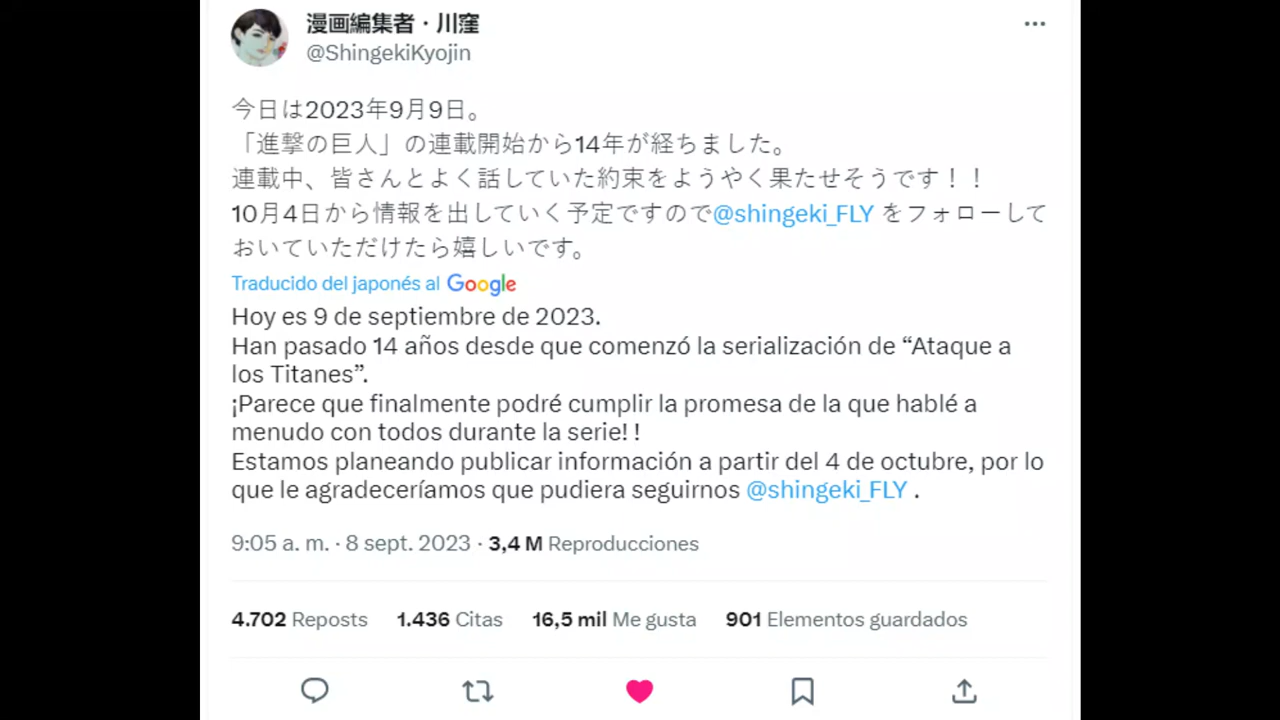 漫画編集者・川窪
@ShingekiKyojin
今日は2023年9月9日。
「進撃の巨人」の連載開始から14年が経ちました。
連載中、皆さんとよく話していた約束をようやく果たせそうです！！
10月4日から情報を出していく予定ですので@shingeki_FLY をフォローして
おいていただけたら嬉しいです。
Traducido del japonés al Google
Hoy es 9 de septiembre de 2023.
Han pasado 14 años desde que comenzó la serialización de “Ataque a
los Titanes”.
¡Parece que finalmente podré cumplir la promesa de la que hablé a
menudo con todos durante la serie! !
Estamos planeando publicar información a partir del 4 de octubre, por lo
que le agradeceríamos que pudiera seguirnos @shingeki_FLY .
9:05 a. m. · 8 sept. 2023 · 3,4 M Reproducciones
4.702 Reposts 1.436 Citas 16,5 mil Me gusta 901 Elementos guardados